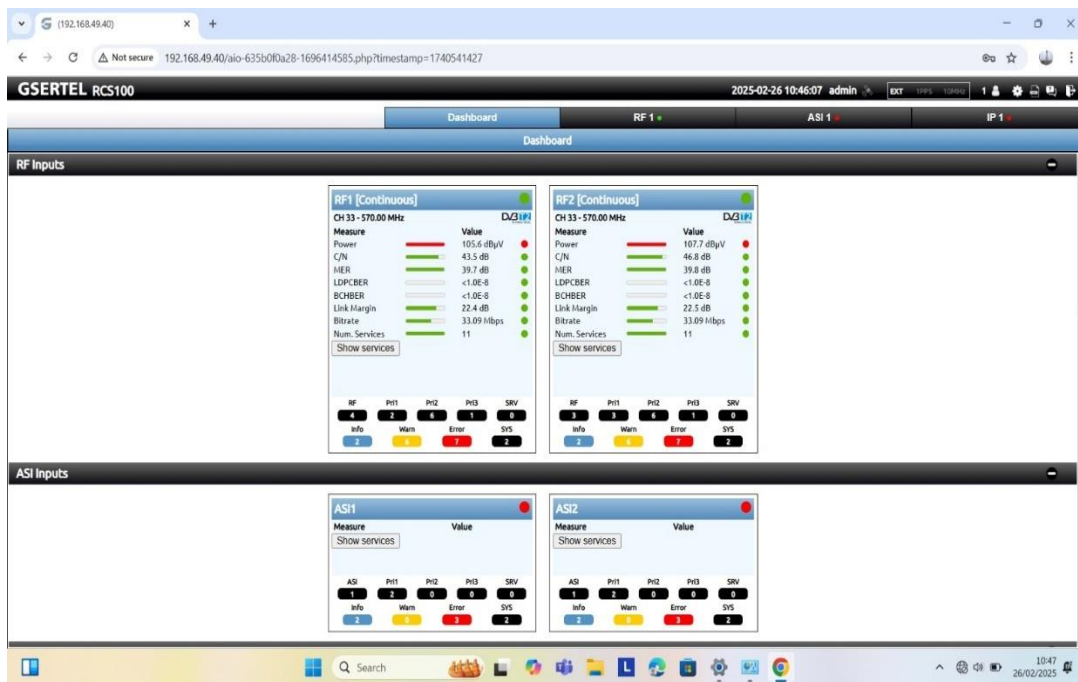 (192.168.49.40)
Not secure 192.168.49.40/aio-635b0f0a28-1696414585.php?timestamp=1740541427
GSERTEL RCS100 2025-02-26 10:46:07 admin EXT 1PPS 10MHz 1
Dashboard RF 1 ASI 1 IP 1
Dashboard
RF Inputs
RF1 [Continuous]
CH 33 - 570.00 MHz DVB T2
Measure Value
Power 105.6 dBµV
C/N 43.5 dB
MER 39.7 dB
LDPCBER <1.0E-8
BCHBER <1.0E-8
Link Margin 22.4 dB
Bitrate 33.09 Mbps
Num. Services 11
Show services
RF Pri1 Pri2 Pri3 SRV
4 2 6 1 0
Info Warn Error SYS
2 6 7 2
RF2 [Continuous]
CH 33 - 570.00 MHz DVB T2
Measure Value
Power 107.7 dBµV
C/N 46.8 dB
MER 39.8 dB
LDPCBER <1.0E-8
BCHBER <1.0E-8
Link Margin 22.5 dB
Bitrate 33.09 Mbps
Num. Services 11
Show services
RF Pri1 Pri2 Pri3 SRV
3 3 6 1 0
Info Warn Error SYS
2 6 7 2
ASI Inputs
ASI1
Measure Value
Show services
ASI Pri1 Pri2 Pri3 SRV
1 2 0 0 0
Info Warn Error SYS
2 0 3 2
ASI2
Measure Value
Show services
ASI Pri1 Pri2 Pri3 SRV
1 2 0 0 0
Info Warn Error SYS
2 0 3 2
Search
10:47
26/02/2025